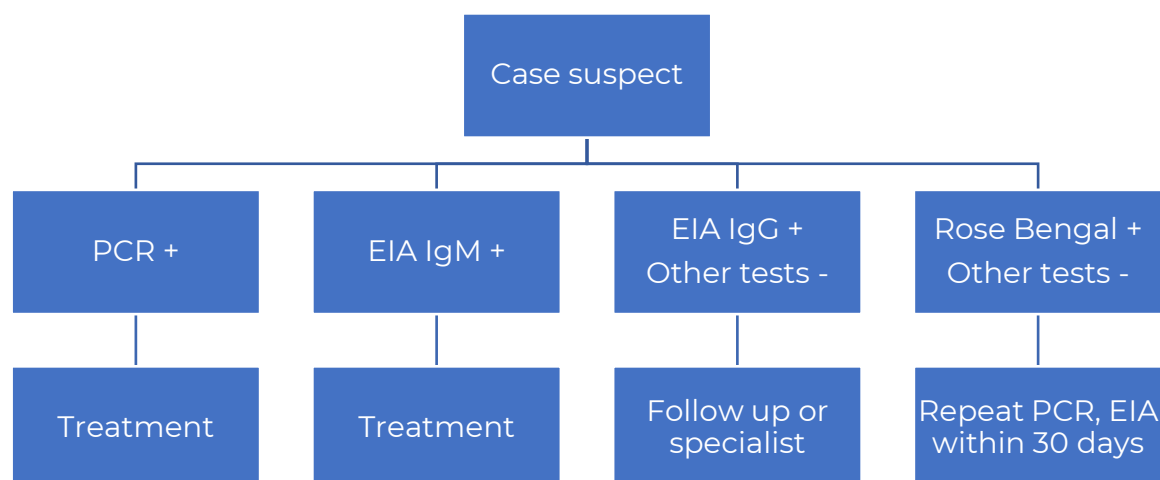 Case suspect
PCR +
EIA IgM +
EIA IgG +
Other tests -
Rose Bengal +
Other tests -
Treatment
Treatment
Follow up or
specialist
Repeat PCR, EIA
within 30 days